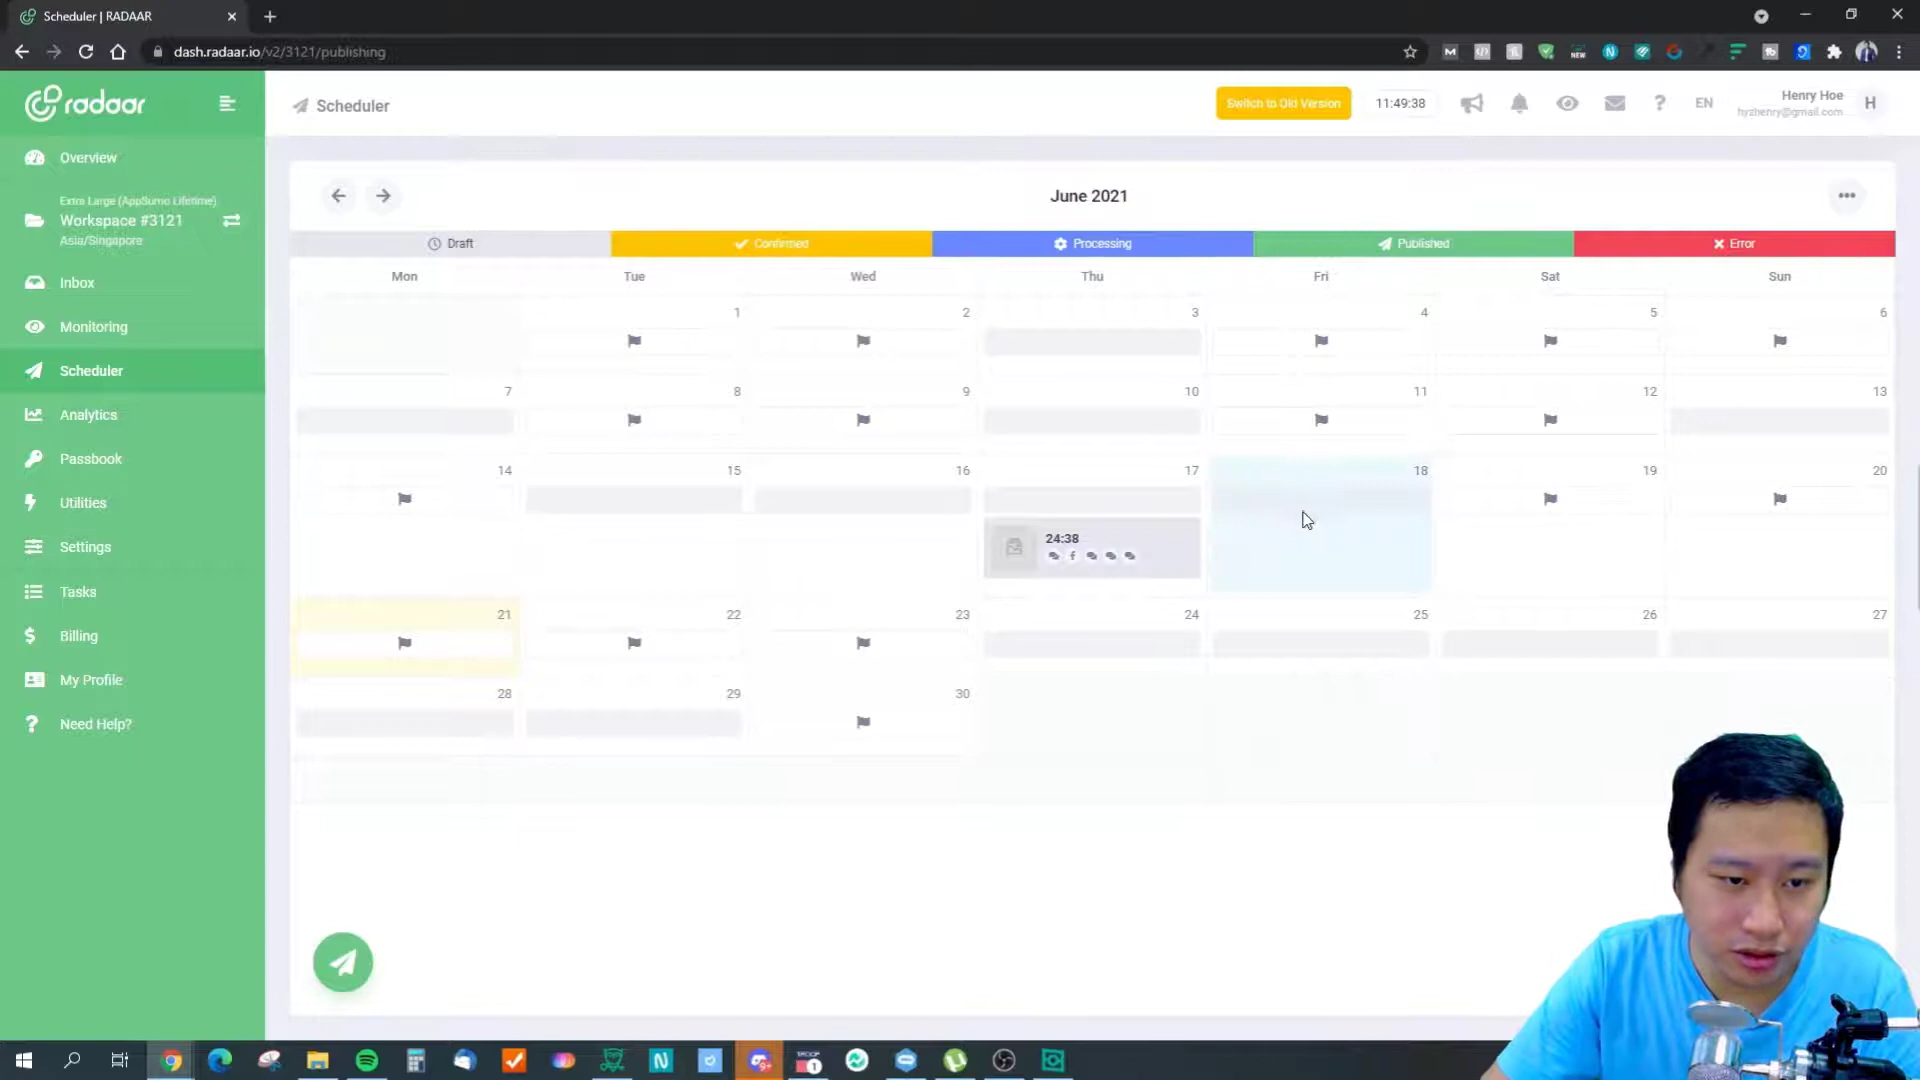 Scheduler | RADAAR
dash.radaar.io/v2/3121/publishing
radaar
Scheduler
Switch to Old Version
11:49:38
EN
Henry Hoe
hyzhenry@gmail.com
H
Overview
Extra Large (AppSumo Lifetime)
Workspace #3121
Asia/Singapore
Inbox
Monitoring
Scheduler
Analytics
Passbook
Utilities
Settings
Tasks
Billing
My Profile
Need Help?
June 2021
Draft
Confirmed
Processing
Published
Error
Mon Tue Wed Thu Fri Sat Sun
1 2 3 4 5 6
7 8 9 10 11 12 13
14 15 16 17 18 19 20
24:38
21 22 23 24 25 26 27
28 29 30